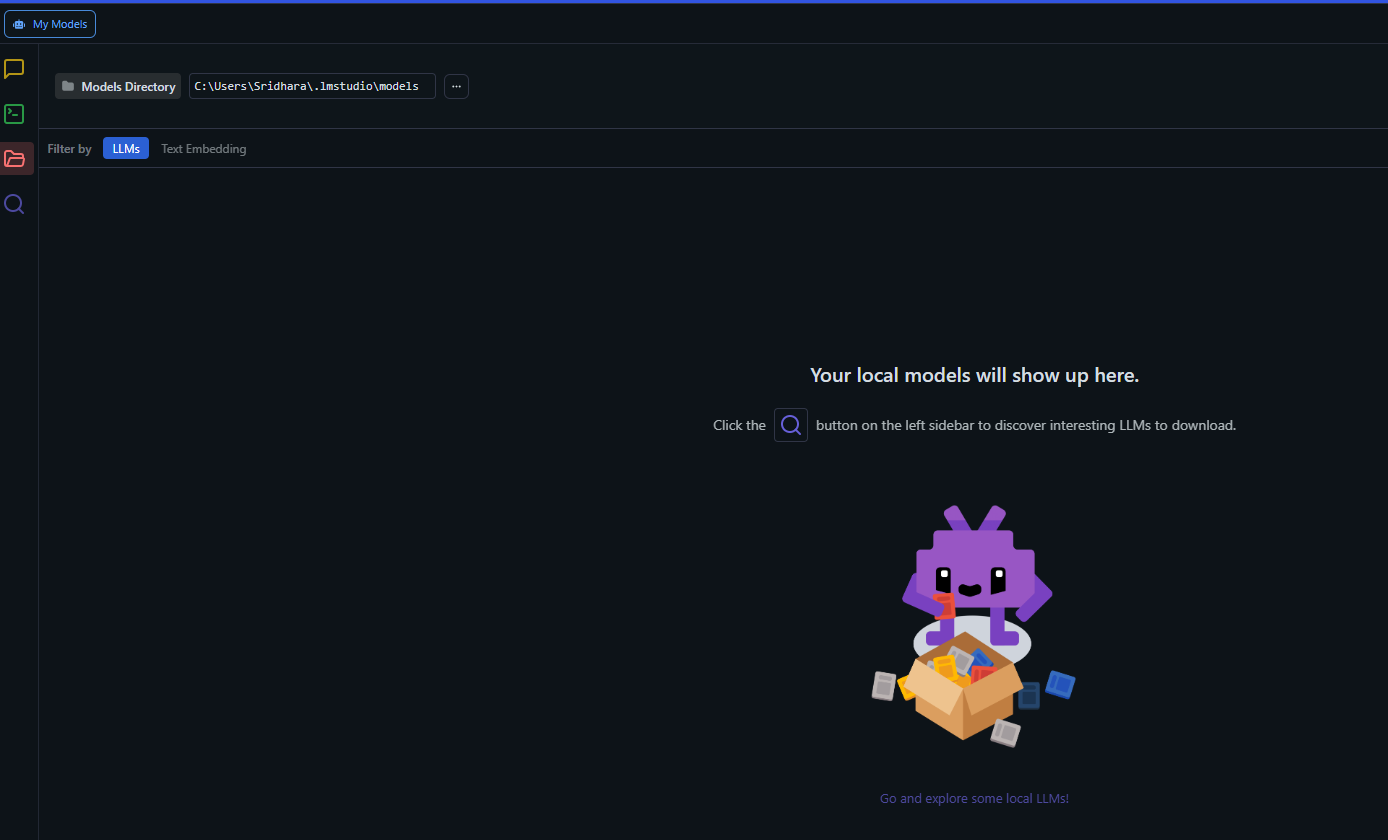 My Models
Models Directory C:\Users\Sridhara\.lmstudio\models ...
Filter by LLMs Text Embedding
Your local models will show up here.
Click the button on the left sidebar to discover interesting LLMs to download.
Go and explore some local LLMs!